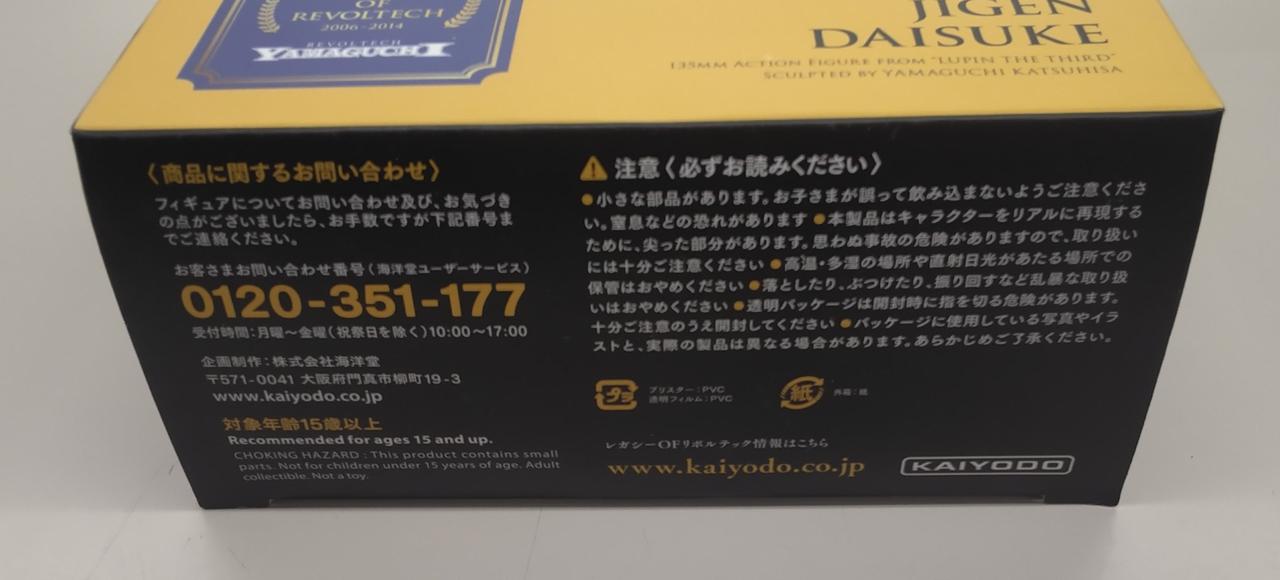 OF
REVOLTECH
2006-2014
REVOLTECH
YAMAGUCHI
JIGEN
DAISUKE
135MM ACTION FIGURE FROM "LUPIN THE THIRD"
SCULPTED BY YAMAGUCHI KATSUHISA
〈商品に関するお問い合わせ〉
フィギュアについてお問い合わせ及び、お気づき
の点がございましたら、お手数ですが下記番号ま
でご連絡ください。
お客さまお問い合わせ番号(海洋堂ユーザーサービス)
0120-351-177
受付時間:月曜〜金曜(祝祭日を除く)10:00〜17:00
企画制作:株式会社海洋堂
〒571-0041 大阪府門真市柳町19-3
www.kaiyodo.co.jp
対象年齢15歳以上
Recommended for ages 15 and up.
CHOKING HAZARD : This product contains small
parts. Not for children under 15 years of age. Adult
collectible. Not a toy.
注意〈必ずお読みください〉
●小さな部品があります。お子さまが誤って飲み込まないようご注意くださ
い。窒息などの恐れがあります ●本製品はキャラクターをリアルに再現する
ために、尖った部分があります。思わぬ事故の危険がありますので、取り扱い
には十分ご注意ください ●高温・多湿の場所や直射日光があたる場所での
保管はおやめください ●落としたり、ぶつけたり、振り回すなど乱暴な取り扱
いはおやめください ●透明パッケージは開封時に指を切る危険があります。
十分ご注意のうえ開封してください ●パッケージに使用している写真やイラ
ストと、実際の製品は異なる場合があります。あらかじめご了承ください。
プラ
ブリスター:PVC
透明フィルム:PVC
紙
外箱:紙
レガシーOFリボルテック情報はこちら
www.kaiyodo.co.jp
KAIYODO